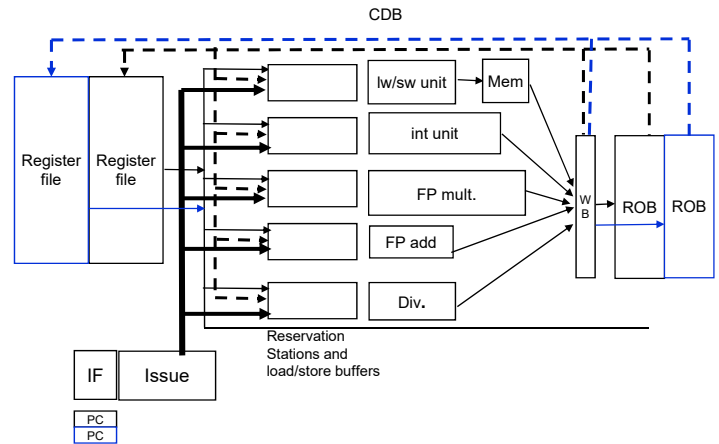 CDB
lw/sw unit
Mem
int unit
Register
file
Register
file
FP mult.
W
B
ROB
ROB
FP add
Div.
Reservation
Stations and
load/store buffers
IF
Issue
PC
PC